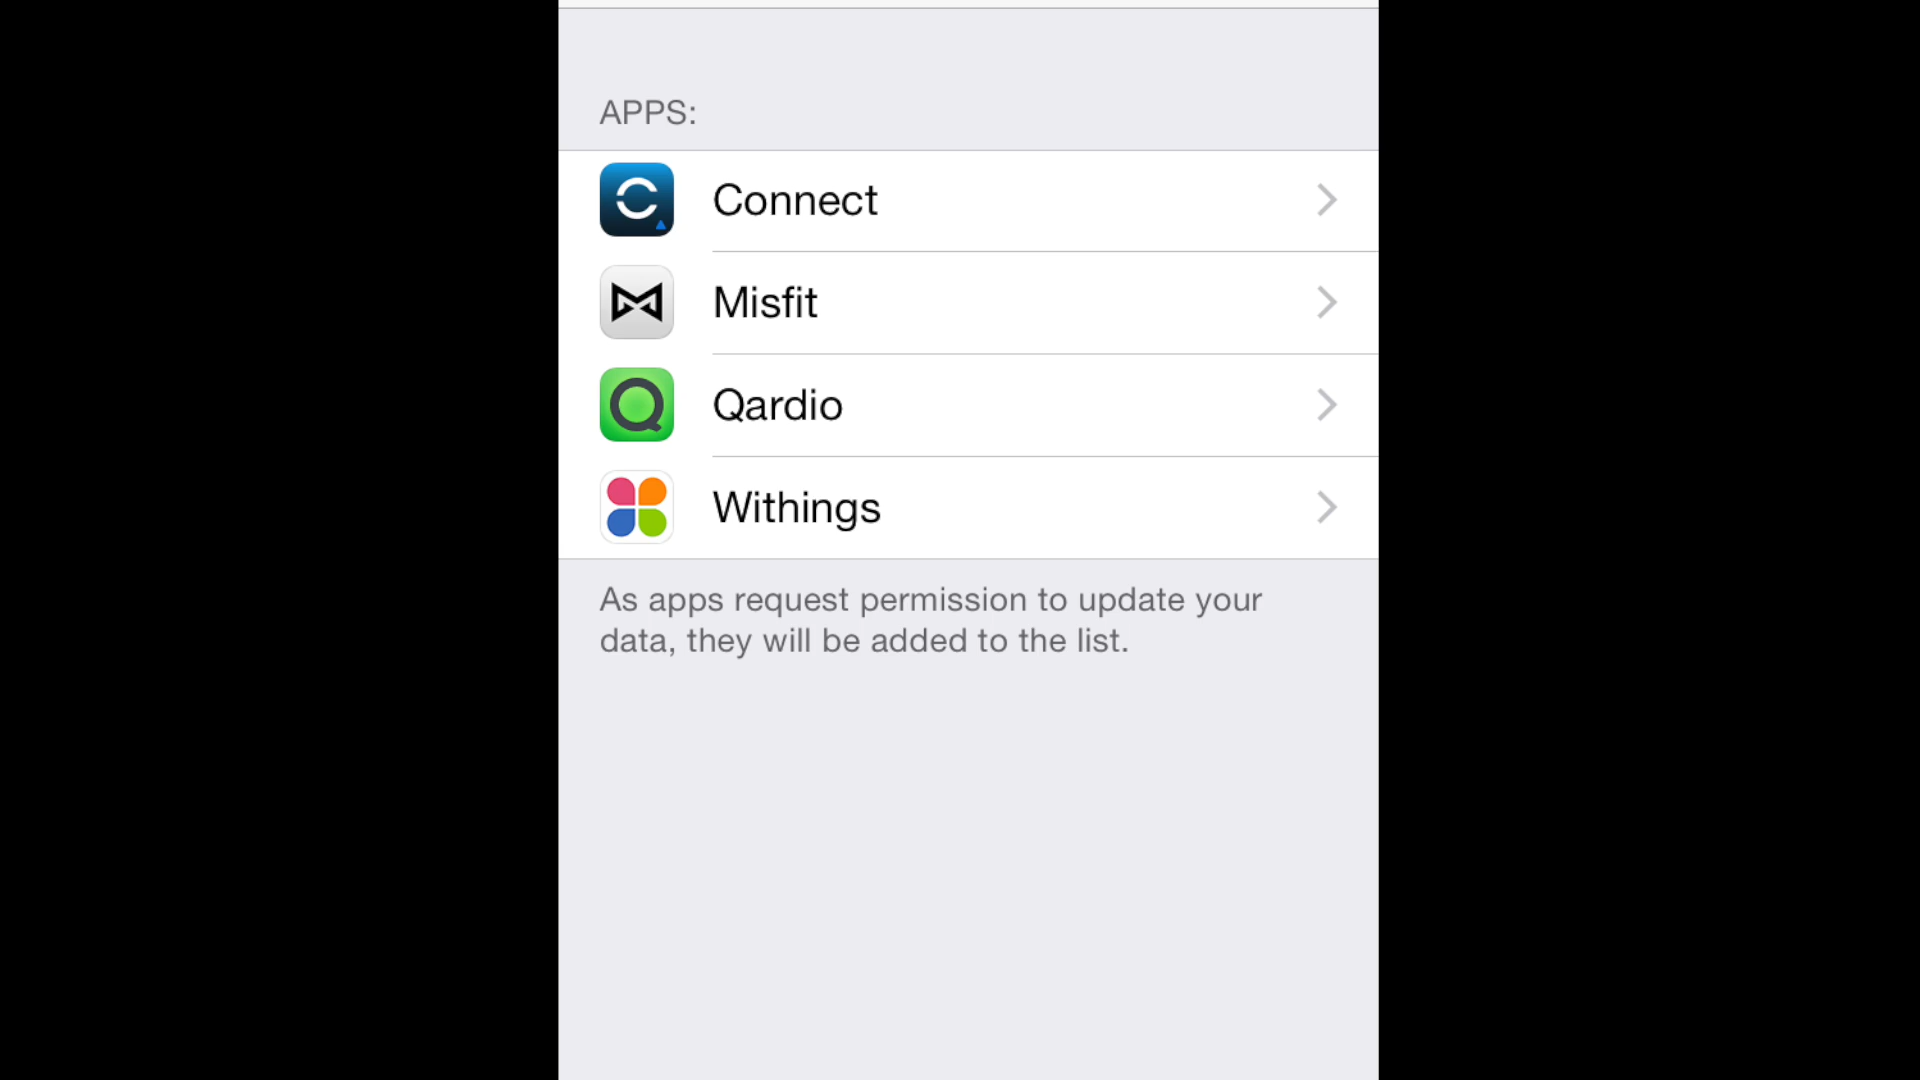 APPS:
Connect
Misfit
Qardio
Withings
As apps request permission to update your
data, they will be added to the list.